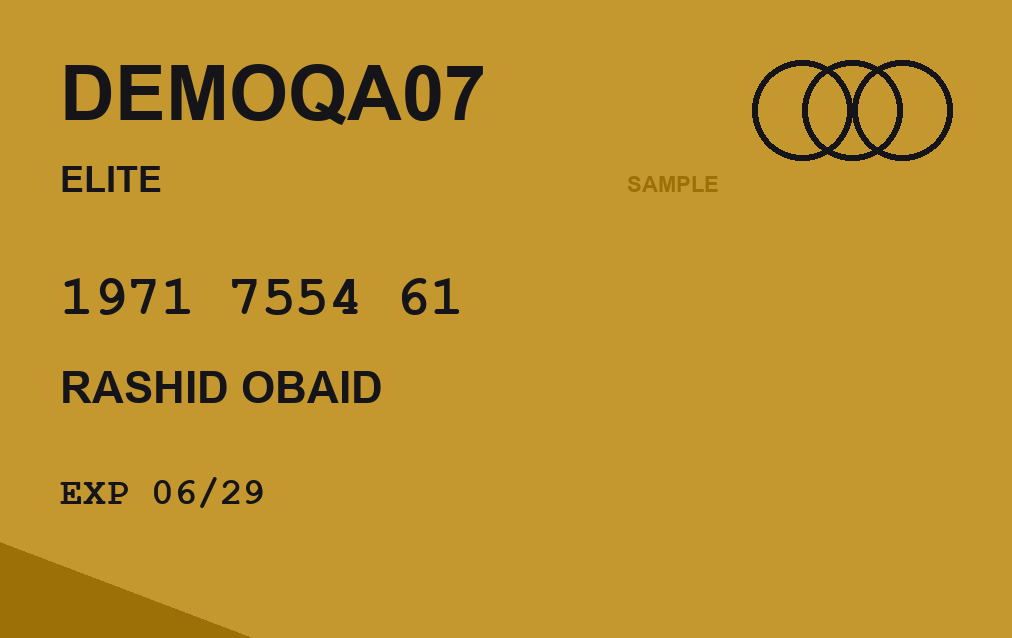 DEMOQA07
ELITE
SAMPLE
1971 7554 61
RASHID OBAID
EXP 06/29